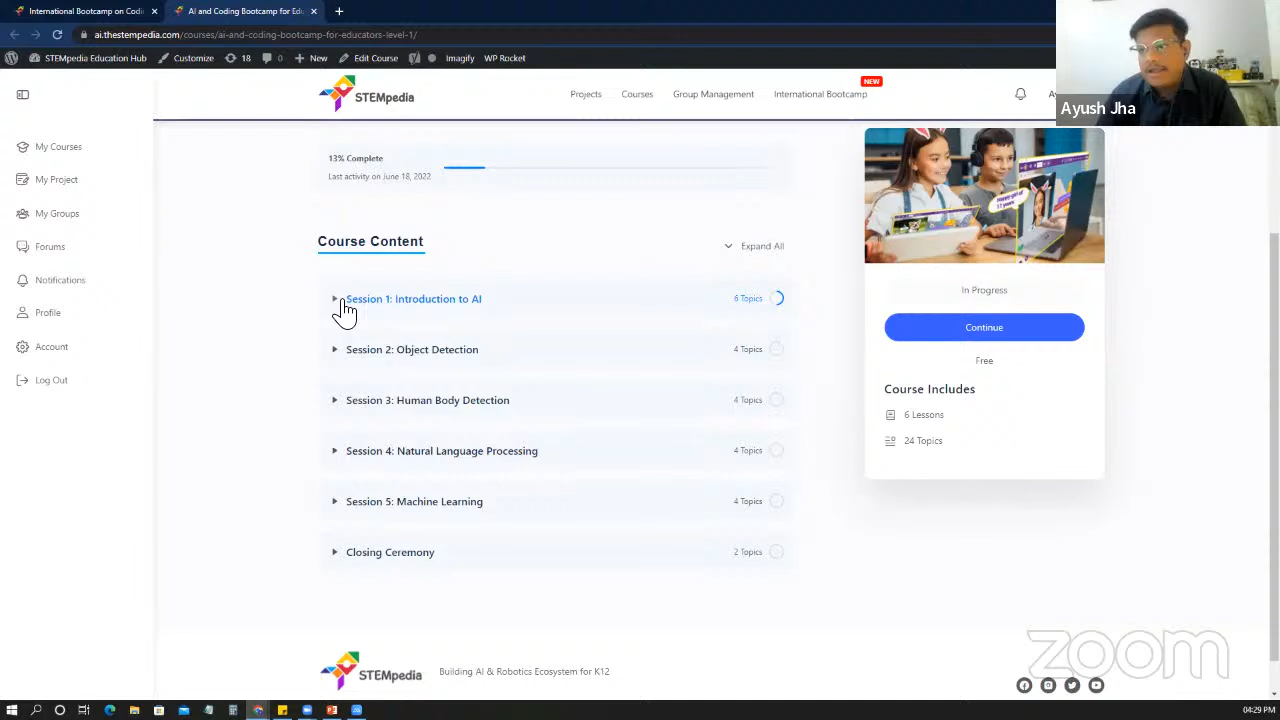 International Bootcamp on Codi
AI and Coding Bootcamp for Edu
ai.thestempedia.com/courses/ai-and-coding-bootcamp-for-educators-level-1/
STEMpedia Education Hub
Customize
18
0
New
Edit Course
Imagify
WP Rocket
STEMpedia
Projects
Courses
Group Management
International Bootcamp
NEW
Ay
Ayush Jha
My Courses
My Project
My Groups
Forums
Notifications
Profile
Account
Log Out
13% Complete
Last activity on June 18, 2022
Course Content
Expand All
Session 1: Introduction to AI
6 Topics
Session 2: Object Detection
4 Topics
Session 3: Human Body Detection
4 Topics
Session 4: Natural Language Processing
4 Topics
Session 5: Machine Learning
4 Topics
Closing Ceremony
2 Topics
In Progress
Continue
Free
Course Includes
6 Lessons
24 Topics
STEMpedia
Building AI & Robotics Ecosystem for K12
zoom
04:29 PM